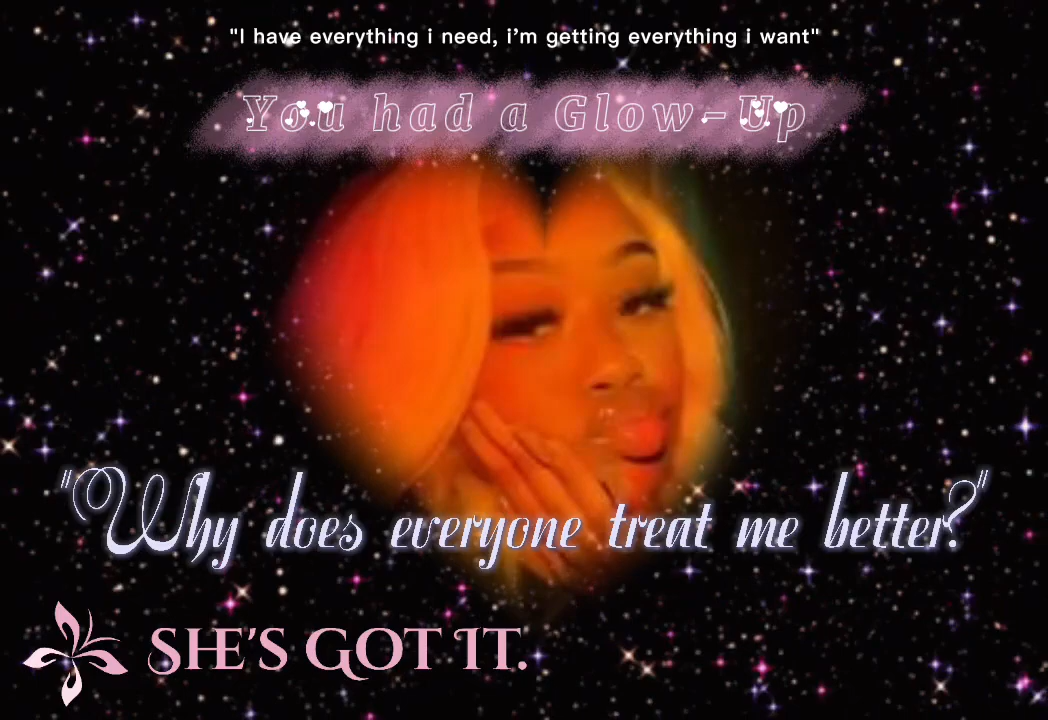 "I have everything i need, i'm getting everything i want"
You had a Glow-Up
"Why does everyone treat me better?"
SHE'S GOT IT.